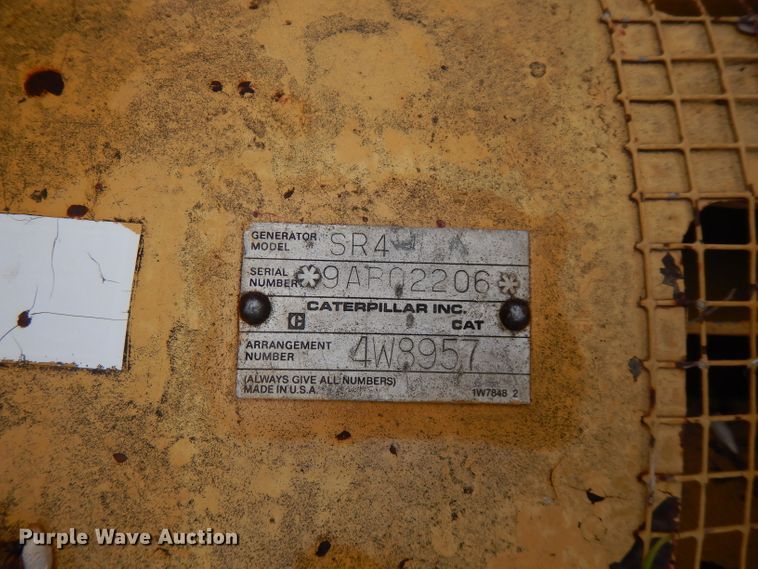 GENERATOR
MODEL SR4
SERIAL
NUMBER *9AF02206*
CATERPILLAR INC.
CAT
ARRANGEMENT
NUMBER 4W8957
(ALWAYS GIVE ALL NUMBERS)
MADE IN U.S.A. 1W7848 2
Purple Wave Auction®